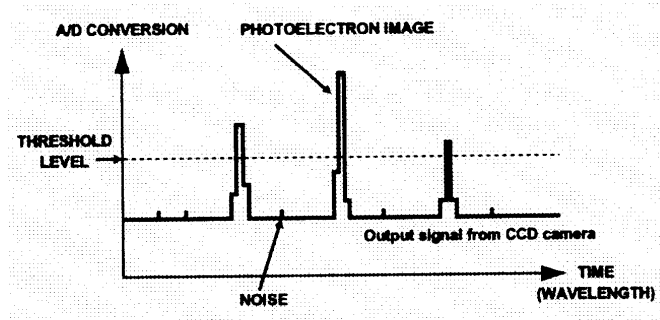 A/D CONVERSION
PHOTOELECTRON IMAGE
THRESHOLD
LEVEL
Output signal from CCD camera
TIME
(WAVELENGTH)
NOISE